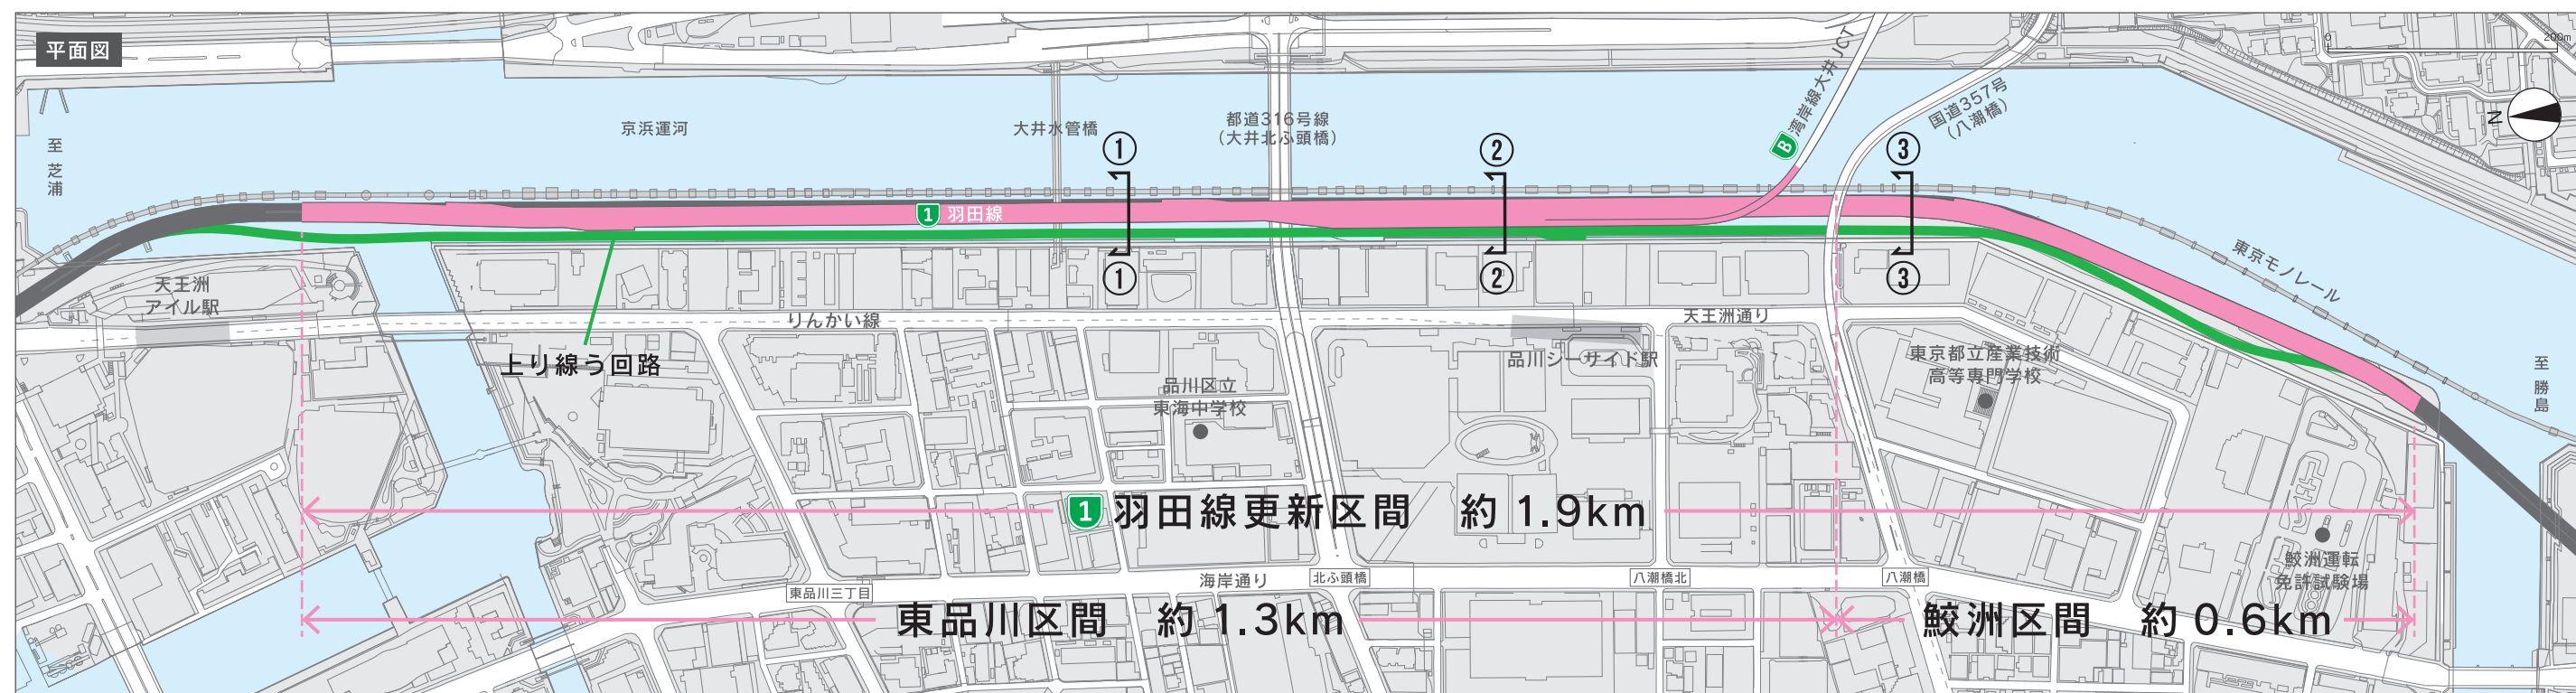 平面図
0
200m
N
至 芝浦
京浜運河
大井水管橋
都道316号線
(大井北ふ頭橋)
B 湾岸線大井JCT
国道357号
(八潮橋)
①
②
③
1 羽田線
①
②
③
東京モノレール
至 勝島
天王洲
アイル駅
りんかい線
天王洲通り
上り線う回路
品川シーサイド駅
東京都立産業技術
高等専門学校
品川区立
東海中学校
1 羽田線更新区間 約1.9km
鮫洲運転
免許試験場
海岸通り
北ふ頭橋
八潮橋北
八潮橋
東品川三丁目
東品川区間 約1.3km
鮫洲区間 約0.6km